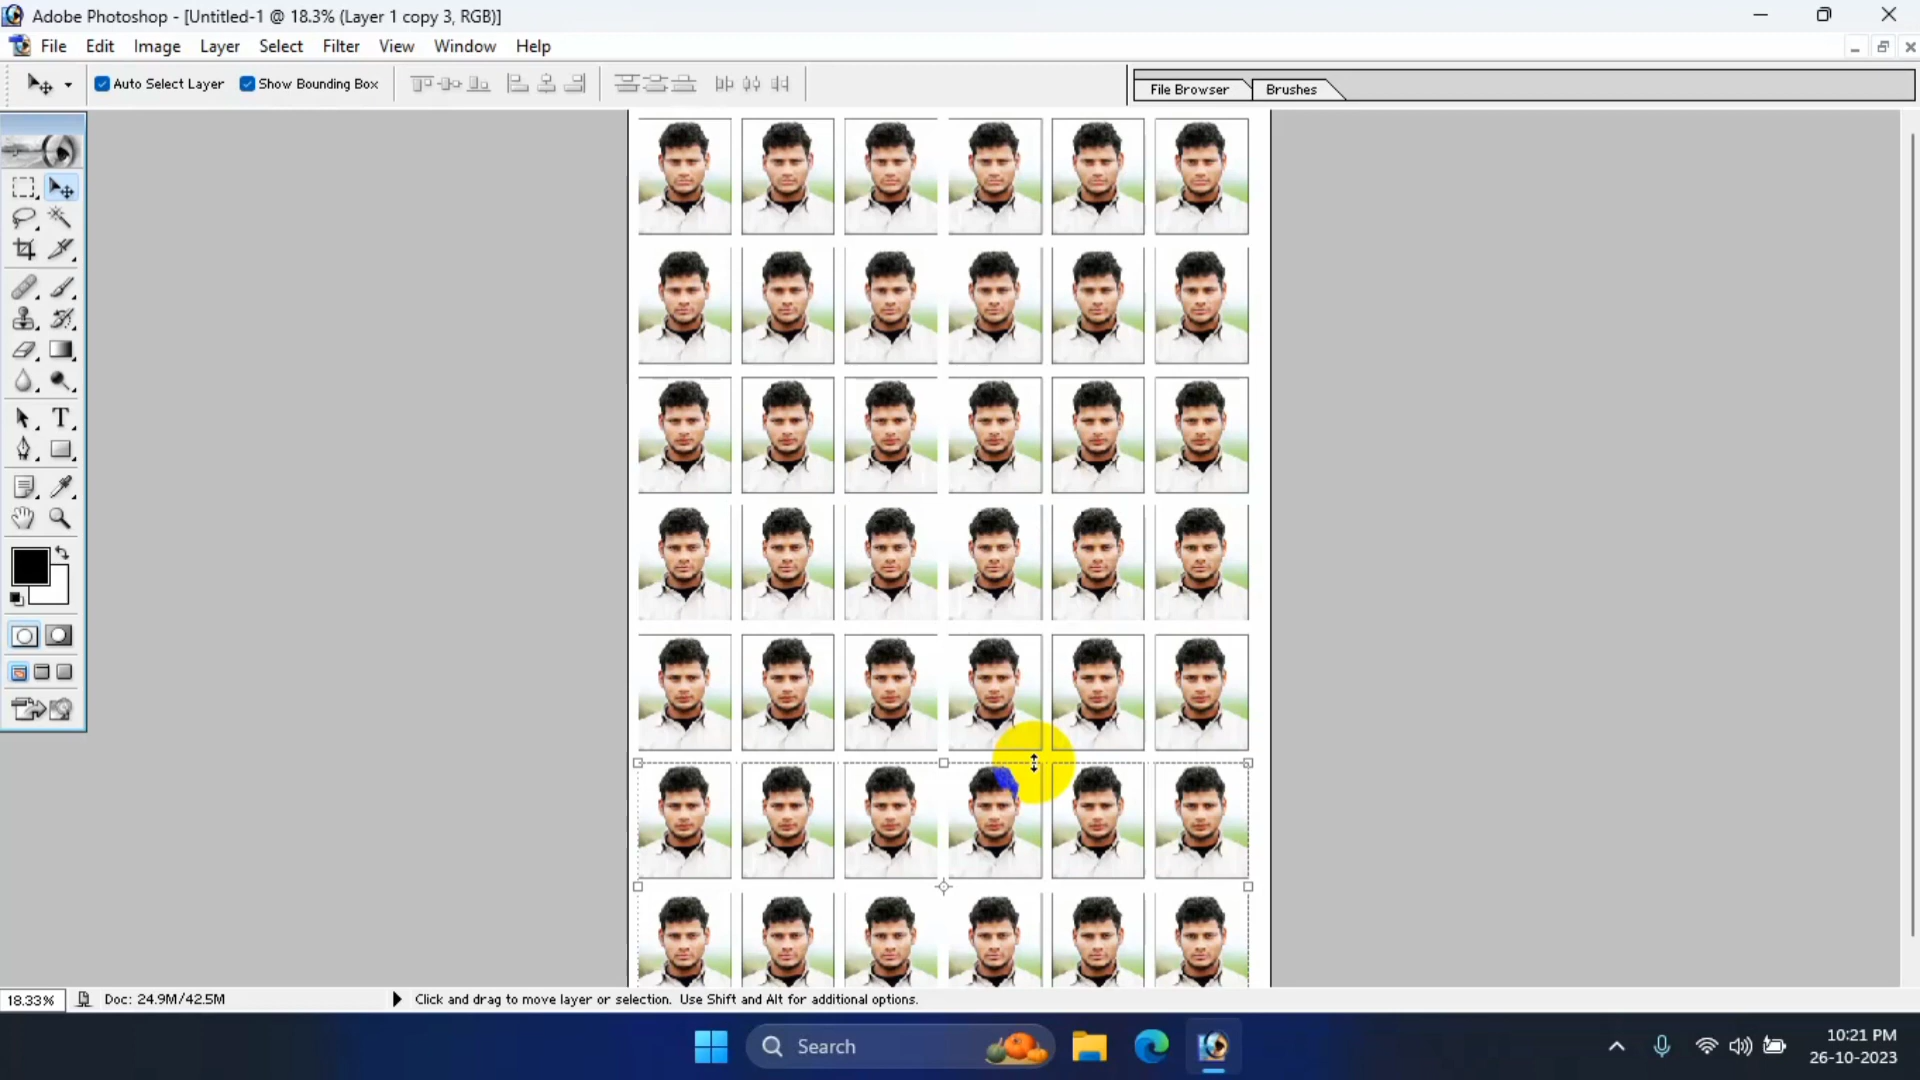 Adobe Photoshop - [Untitled-1 @ 18.3% (Layer 1 copy 3, RGB)]
File Edit Image Layer Select Filter View Window Help
Auto Select Layer Show Bounding Box File Browser Brushes
T
18.33% Doc: 24.9M/42.5M Click and drag to move layer or selection. Use Shift and Alt for additional options.
Search
10:21 PM
26-10-2023